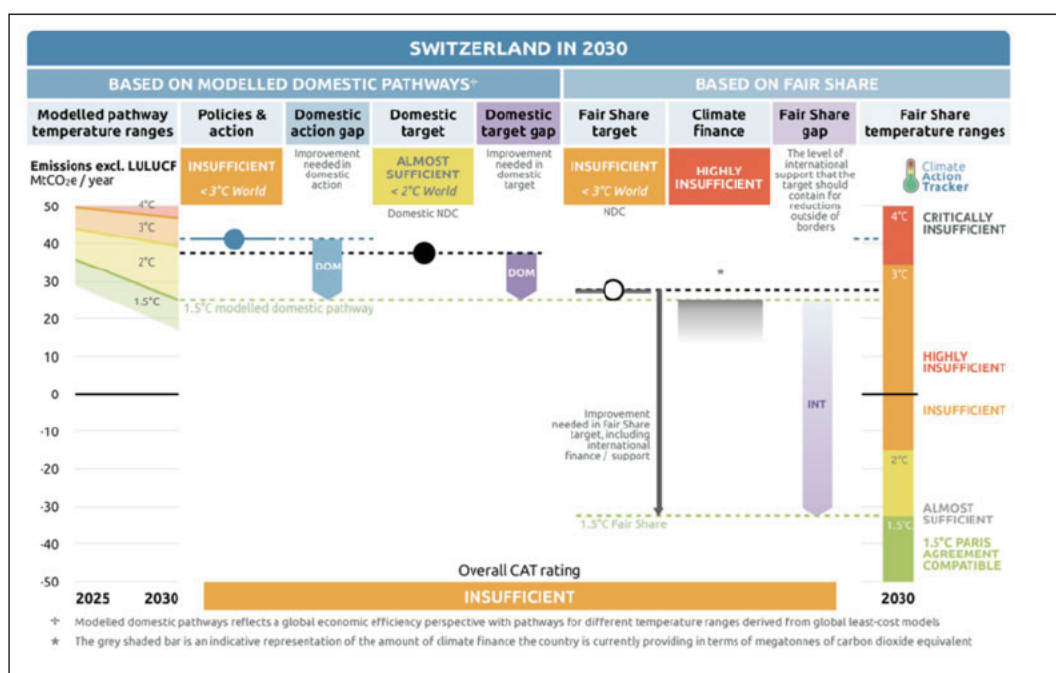 SWITZERLAND IN 2030
BASED ON MODELLED DOMESTIC PATHWAYS÷
BASED ON FAIR SHARE
Modelled pathway
temperature ranges
Policies &
action
Domestic
action gap
Domestic
target
Domestic
target gap
Fair Share
target
Climate
finance
Fair Share
gap
Fair Share
temperature ranges
Emissions excl. LULUCF
MtCO₂e / year
INSUFFICIENT
< 3°C World
Improvement
needed in
domestic
action
ALMOST
SUFFICIENT
< 2°C World
Domestic NDC
Improvement
needed in
domestic
target
INSUFFICIENT
< 3°C World
NDC
HIGHLY
INSUFFICIENT
The level of
international
support that the
target should
contain for
reductions
outside of
borders
Climate
Action
Tracker
50
40
30
20
10
0
-10
-20
-30
-40
-50
4°C
3°C
2°C
1.5°C
DOM
DOM
*
1.5°C modelled domestic pathway
Improvement
needed in Fair Share
target, including
international
finance / support
INT
1.5°C Fair Share
4°C
3°C
2°C
1.5°C
CRITICALLY
INSUFFICIENT
HIGHLY
INSUFFICIENT
INSUFFICIENT
ALMOST
SUFFICIENT
1.5°C PARIS
AGREEMENT
COMPATIBLE
Overall CAT rating
INSUFFICIENT
2025 2030
2030
÷ Modelled domestic pathways reflects a global economic efficiency perspective with pathways for different temperature ranges derived from global least-cost models
* The grey shaded bar is an indicative representation of the amount of climate finance the country is currently providing in terms of megatonnes of carbon dioxide equivalent